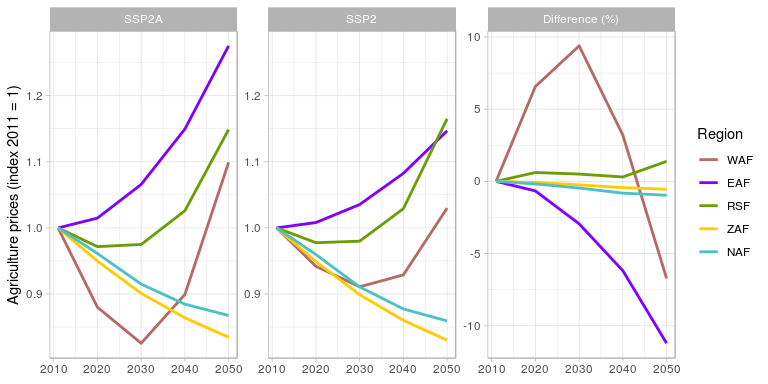 SSP2A
SSP2
Difference (%)
Agriculture prices (index 2011 = 1)
1.2
1.1
1.0
0.9
2010 2020 2030 2040 2050
1.2
1.1
1.0
0.9
2010 2020 2030 2040 2050
10
5
0
-5
-10
2010 2020 2030 2040 2050
Region
WAF
EAF
RSF
ZAF
NAF